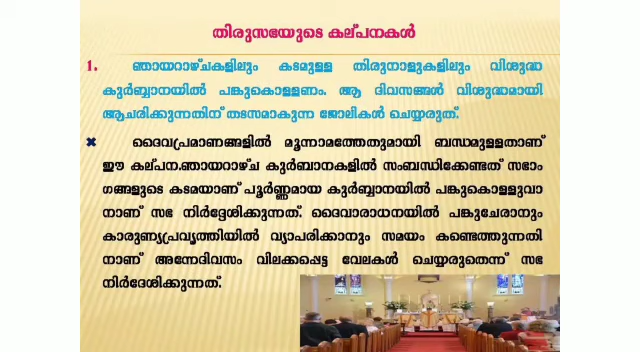 തിരുസഭയുടെ കല്പനകൾ
1. ഞായറാഴ്ചകളിലും കടമുള്ള തിരുനാളുകളിലും വിശുദ്ധ
കുർബ്ബാനയിൽ പങ്കുകൊള്ളണം. ആ ദിവസങ്ങൾ വിശുദ്ധമായി
ആചരിക്കുന്നതിന് തടസമാകുന്ന ജോലികൾ ചെയ്യരുത്.
ദൈവപ്രമാണങ്ങളിൽ മൂന്നാമത്തേതുമായി ബന്ധമുള്ളതാണ്
ഈ കല്പന.ഞായറാഴ്ച കുർബാനകളിൽ സംബന്ധിക്കേണ്ടത് സഭാം
ഗങ്ങളുടെ കടമയാണ് പൂർണ്ണമായ കുർബ്ബാനയിൽ പങ്കുകൊള്ളുവാ
നാണ് സഭ നിർദ്ദേശിക്കുന്നത്. ദൈവാരാധനയിൽ പങ്കുചേരാനും
കാരുണ്യപ്രവൃത്തിയിൽ വ്യാപരിക്കാനും സമയം കണ്ടെത്തുന്നതി
നാണ് അന്നേദിവസം വിലക്കപ്പെട്ട വേലകൾ ചെയ്യരുതെന്ന് സഭ
നിർദേശിക്കുന്നത്.